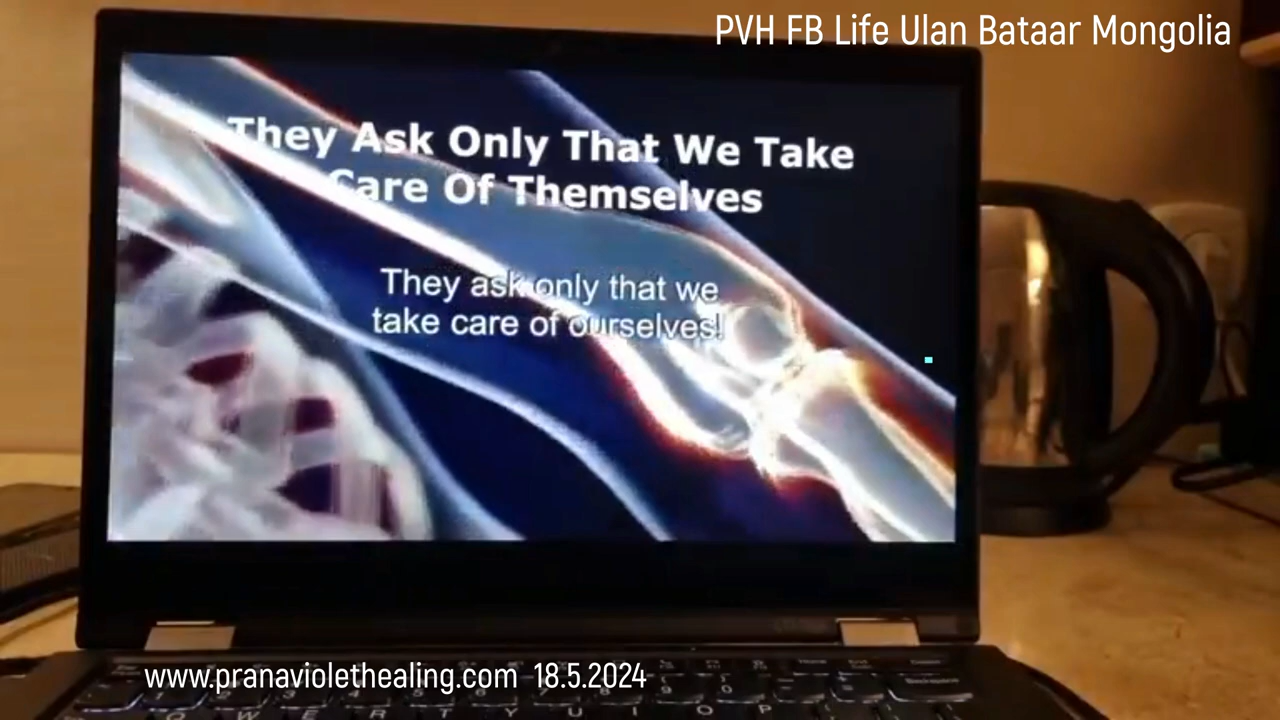 PVH FB Life Ulan Bataar Mongolia
They Ask Only That We Take
Care Of Themselves
They ask only that we
take care of ourselves!
www.pranaviolethealing.com 18.5.2024
Q W E R T Y U I O P